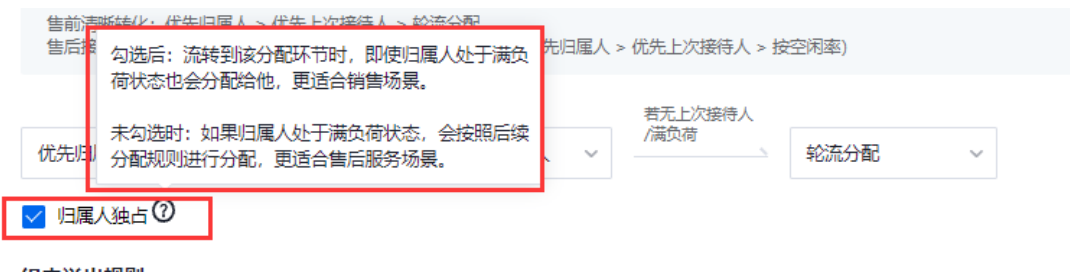 售前清晰转化：优先归属人 > 优先上次接待人 > 轮流分配
售后接 先归属人 > 优先上次接待人 > 按空闲率)
勾选后：流转到该分配环节时，即使归属人处于满负
荷状态也会分配给他，更适合销售场景。
未勾选时：如果归属人处于满负荷状态，会按照后续
分配规则进行分配，更适合售后服务场景。
若无上次接待人
/满负荷
优先归 人
轮流分配
归属人独占?